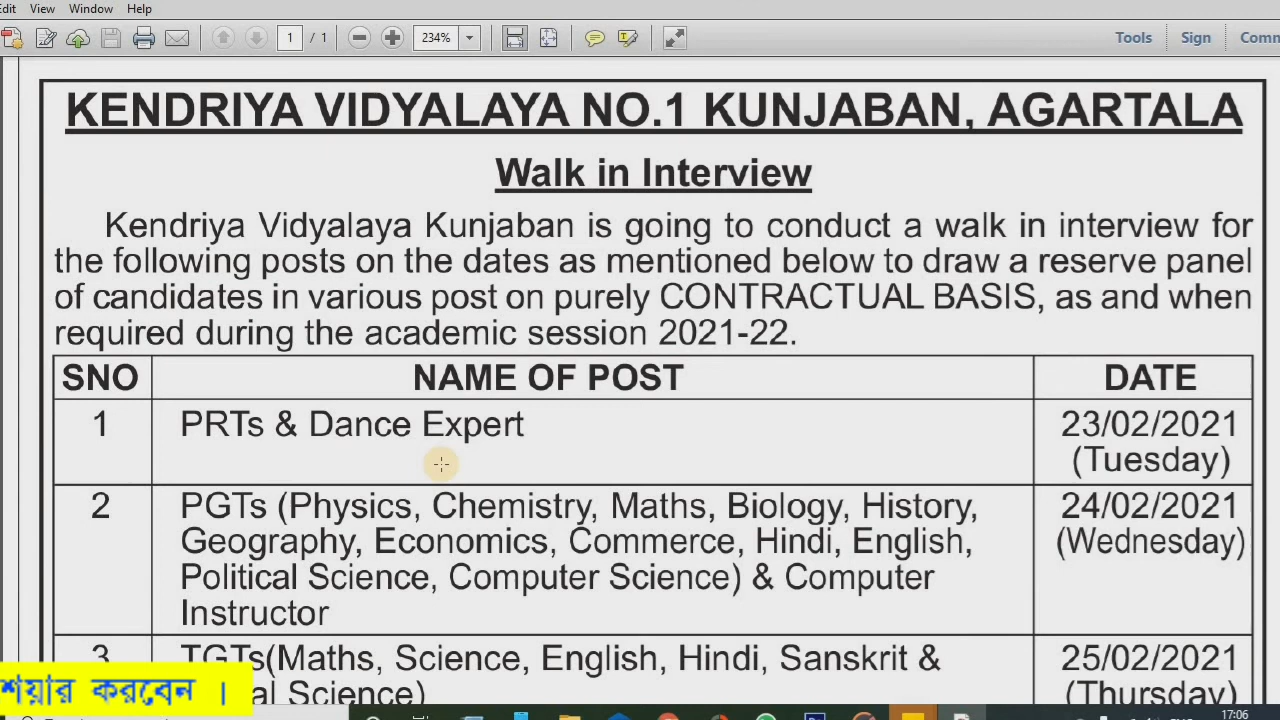 Edit View Window Help
1 / 1 234% Tools Sign
KENDRIYA VIDYALAYA NO.1 KUNJABAN, AGARTALA
Walk in Interview
Kendriya Vidyalaya Kunjaban is going to conduct a walk in interview for
the following posts on the dates as mentioned below to draw a reserve panel
of candidates in various post on purely CONTRACTUAL BASIS, as and when
required during the academic session 2021-22.
SNO NAME OF POST DATE
1 PRTs & Dance Expert 23/02/2021
(Tuesday)
2 PGTs (Physics, Chemistry, Maths, Biology, History, 24/02/2021
Geography, Economics, Commerce, Hindi, English, (Wednesday)
Political Science, Computer Science) & Computer
Instructor
3 TGTs(Maths, Science, English, Hindi, Sanskrit & 25/02/2021
Science) (Thursday)
শেয়ার করবেন ।
17:06